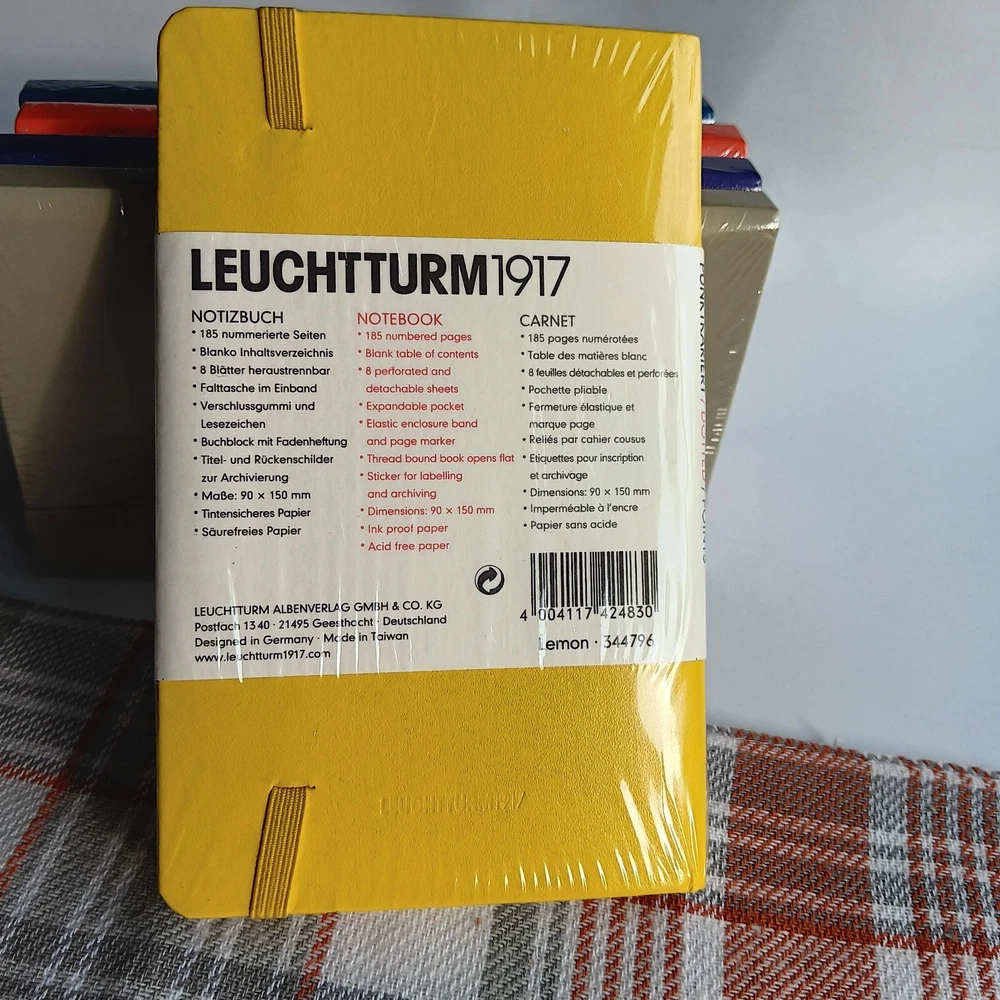 LEUCHTTURM1917
NOTIZBUCH
* 185 nummerierte Seiten
* Blanko Inhaltsverzeichnis
* 8 Blätter heraustrennbar
* Falttasche im Einband
* Verschlussgummi und
Lesezeichen
* Buchblock mit Fadenheftung
* Titel- und Rückenschilder
zur Archivierung
* Maße: 90 × 150 mm
* Tintensicheres Papier
* Säurefreies Papier
NOTEBOOK
* 185 numbered pages
* Blank table of contents
* 8 perforated and
detachable sheets
* Expandable pocket
* Elastic enclosure band
and page marker
* Thread bound book opens flat
* Sticker for labelling
and archiving
* Dimensions: 90 × 150 mm
* Ink proof paper
* Acid free paper
CARNET
* 185 pages numérotées
* Table des matières blanc
* 8 feuilles détachables et perforées
* Pochette pliable
* Fermeture élastique et
marque page
* Reliés par cahier cousus
* Etiquettes pour inscription
et archivage
* Dimensions: 90 × 150 mm
* Imperméable à l'encre
* Papier sans acide
LEUCHTTURM ALBENVERLAG GMBH & CO. KG
Postfach 13 40 · 21495 Geesthacht · Deutschland
Designed in Germany · Made in Taiwan
www.leuchtturm1917.com
4 004117 424830
Lemon · 344796
LEUCHTTURM1917